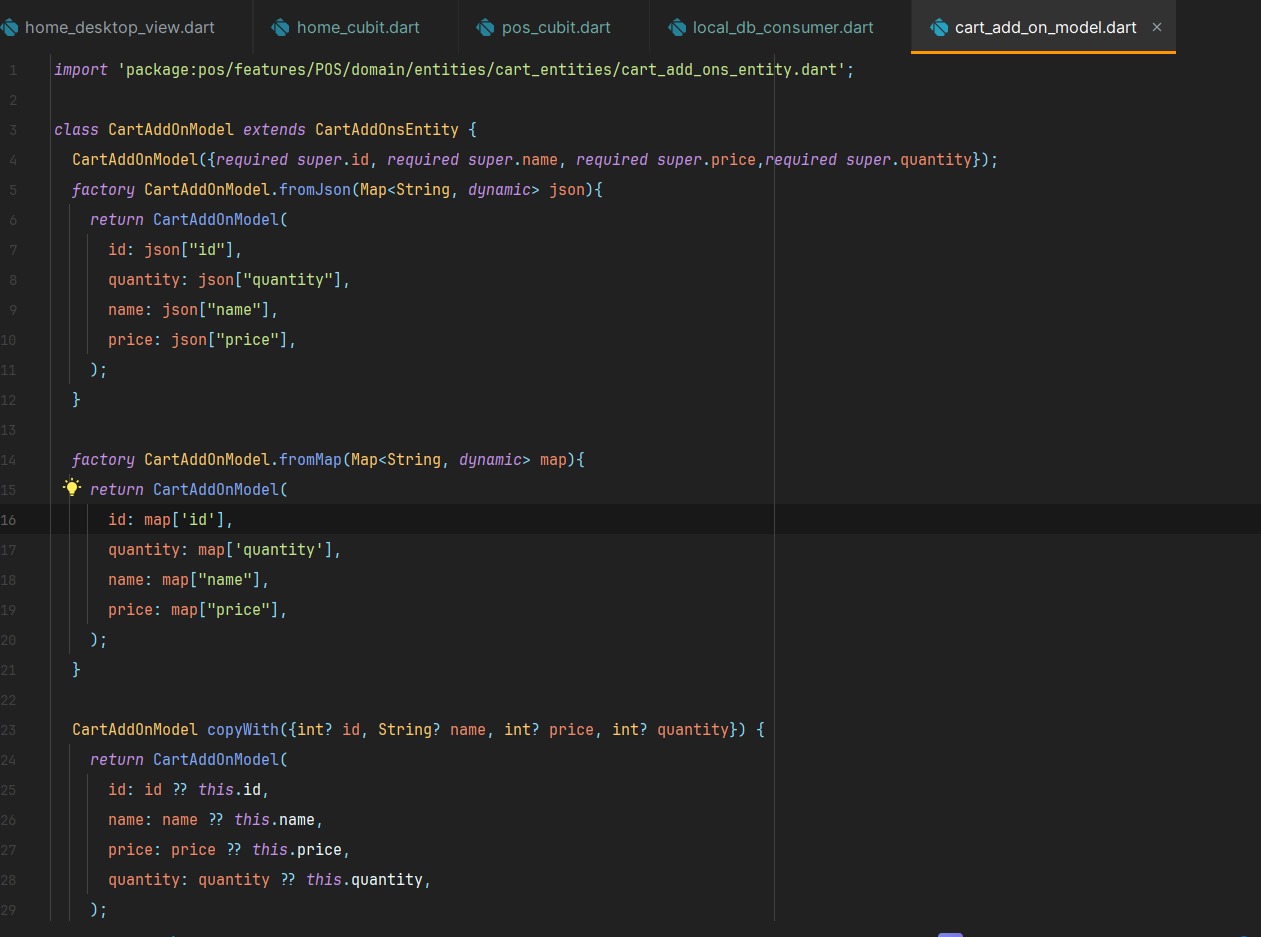 home_desktop_view.dart home_cubit.dart pos_cubit.dart local_db_consumer.dart cart_add_on_model.dart ×
1 import 'package:pos/features/POS/domain/entities/cart_entities/cart_add_ons_entity.dart';
2
3 class CartAddOnModel extends CartAddOnsEntity {
4 CartAddOnModel({required super.id, required super.name, required super.price,required super.quantity});
5 factory CartAddOnModel.fromJson(Map<String, dynamic> json){
6 return CartAddOnModel(
7 id: json["id"],
8 quantity: json["quantity"],
9 name: json["name"],
10 price: json["price"],
11 );
12 }
13
14 factory CartAddOnModel.fromMap(Map<String, dynamic> map){
15 return CartAddOnModel(
16 id: map['id'],
17 quantity: map['quantity'],
18 name: map["name"],
19 price: map["price"],
20 );
21 }
22
23 CartAddOnModel copyWith({int? id, String? name, int? price, int? quantity}) {
24 return CartAddOnModel(
25 id: id ?? this.id,
26 name: name ?? this.name,
27 price: price ?? this.price,
28 quantity: quantity ?? this.quantity,
29 );